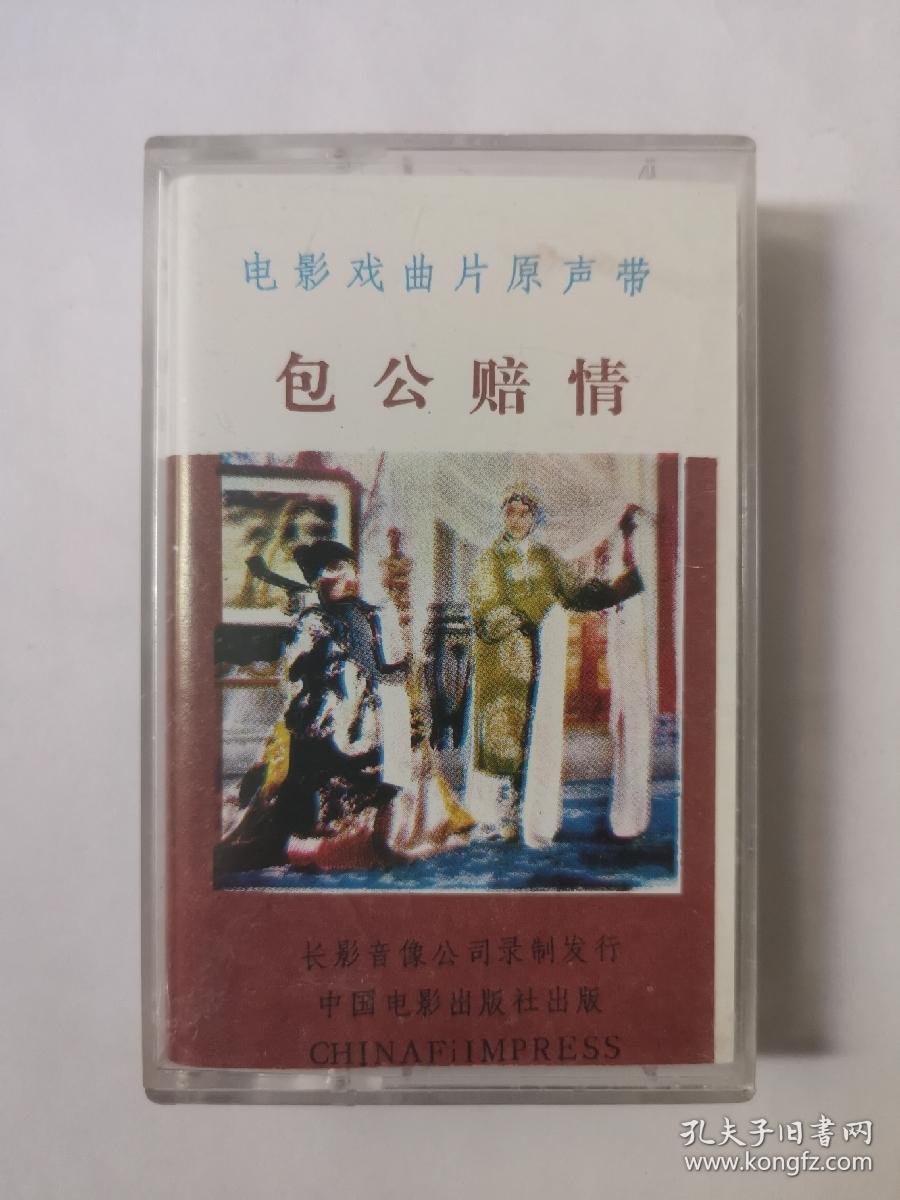 电影戏曲片原声带
包公赔情
长影音像公司录制发行
中国电影出版社出版
CHINAFiIMPRESS
孔夫子旧書网
www.kongfz.com